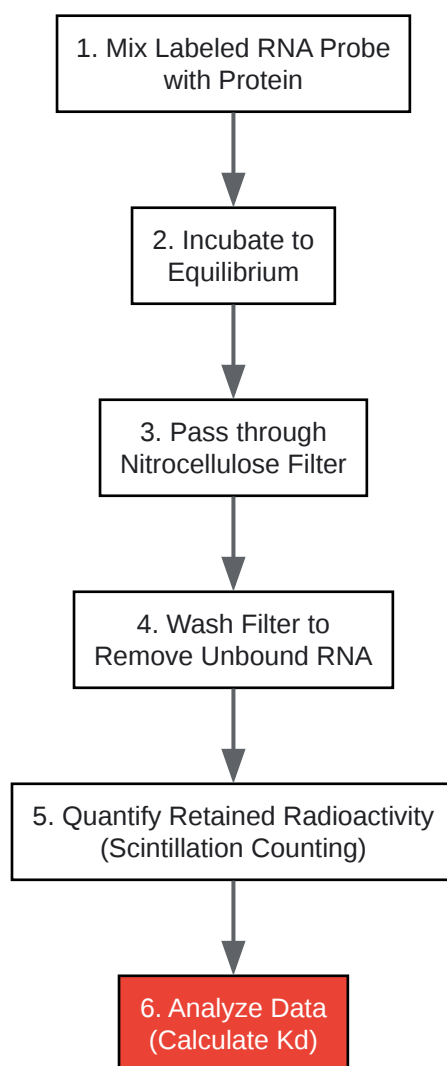 1. Mix Labeled RNA Probe
with Protein
2. Incubate to
Equilibrium
3. Pass through
Nitrocellulose Filter
4. Wash Filter to
Remove Unbound RNA
5. Quantify Retained Radioactivity
(Scintillation Counting)
6. Analyze Data
(Calculate Kd)